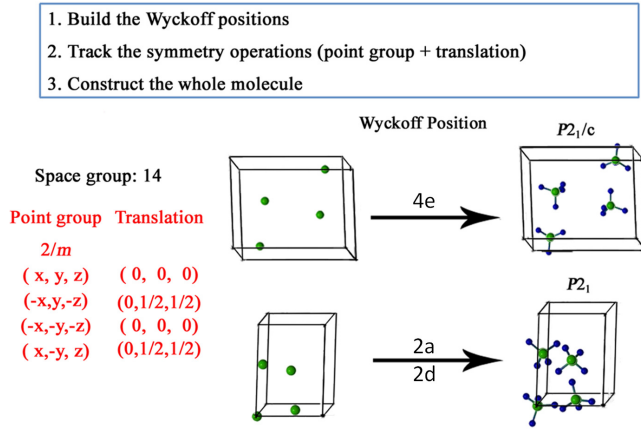 1. Build the Wyckoff positions
2. Track the symmetry operations (point group + translation)
3. Construct the whole molecule
Wyckoff Position
P2₁/c
Space group: 14
Point group Translation
4e
2/m
( x, y, z) ( 0, 0, 0)
(-x,y,-z) (0,1/2,1/2)
(-x,-y,-z) ( 0, 0, 0)
( x,-y, z) (0,1/2,1/2)
P2₁
2a
2d